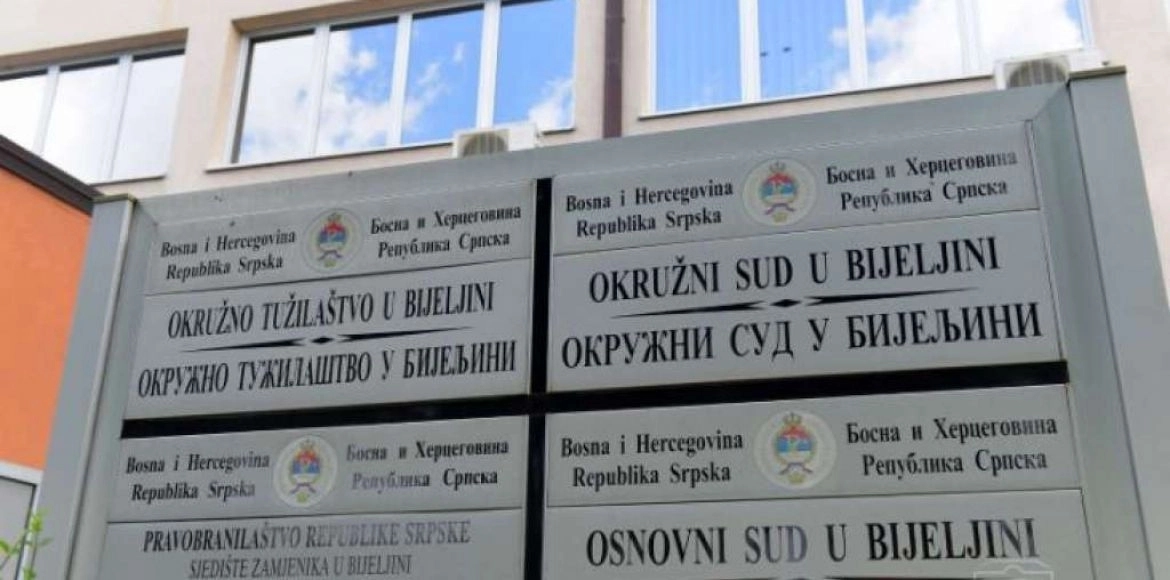 Bosna i Hercegovina
Republika Srpska
Босна и Херцеговина
Република Српска
OKRUŽNO TUŽILAŠTVO U BIJELJINI
ОКРУЖНО ТУЖИЛАШТВО У БИЈЕЉИНИ
Bosna i Hercegovina
Republika Srpska
Босна и Херцеговина
Република Српска
OKRUŽNI SUD U BIJELJINI
ОКРУЖНИ СУД У БИЈЕЉИНИ
Bosna i Hercegovina
Republika Srpska
Босна и Херцеговина
Република Српска
PRAVOBRANILAŠTVO REPUBLIKE SRPSKE
SJEDIŠTE ZAMJENIKA U BIJELJINI
Bosna i Hercegovina
Republika Srpska
Босна и Херцеговина
Република Српска
OSNOVNI SUD U BIJELJINI